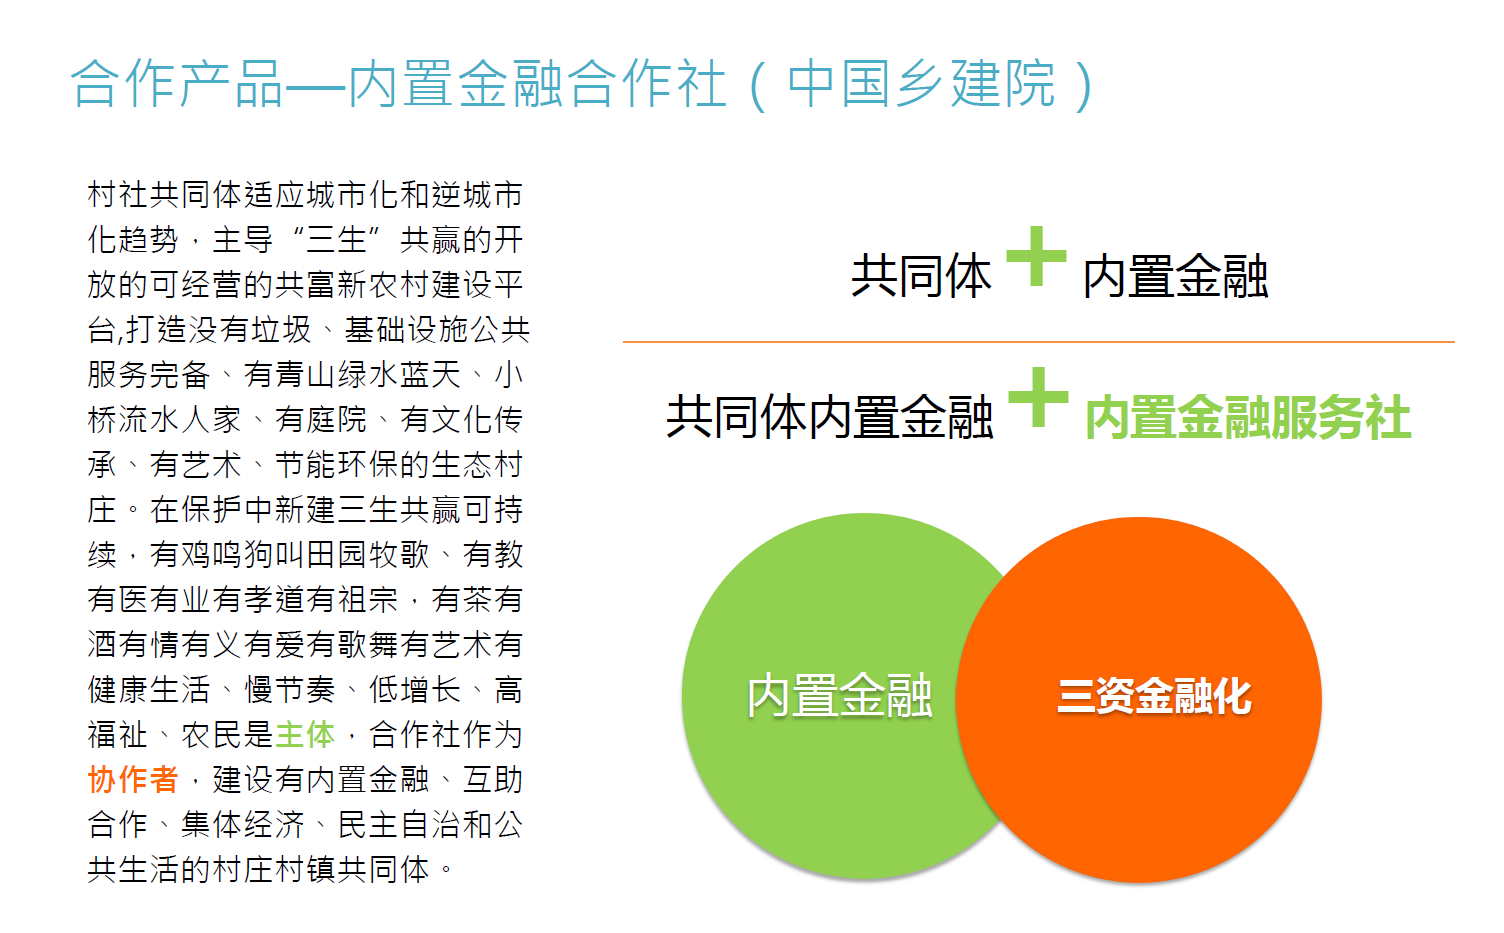 合作产品——内置金融合作社（中国乡建院）
村社共同体适应城市化和逆城市
化趋势，主导“三生”共赢的开
放的可经营的共富新农村建设平
台,打造没有垃圾、基础设施公共
服务完备、有青山绿水蓝天、小
桥流水人家、有庭院、有文化传
承、有艺术、节能环保的生态村
庄。在保护中新建三生共赢可持
续，有鸡鸣狗叫田园牧歌、有教
有医有业有孝道有祖宗，有茶有
酒有情有义有爱有歌舞有艺术有
健康生活、慢节奏、低增长、高
福祉、农民是主体，合作社作为
协作者，建设有内置金融、互助
合作、集体经济、民主自治和公
共生活的村庄村镇共同体。
共同体+内置金融
共同体内置金融+内置金融服务社
内置金融
三资金融化